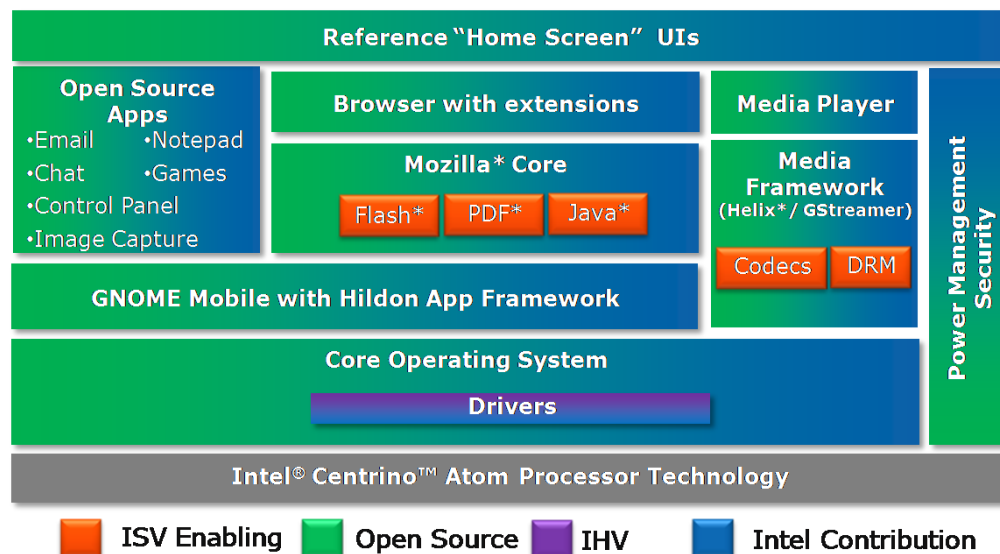 Reference “Home Screen” UIs
Open Source
Apps
•Email •Notepad
•Chat •Games
•Control Panel
•Image Capture
Browser with extensions
Mozilla* Core
Flash* PDF* Java*
Media Player
Media
Framework
(Helix*/ GStreamer)
Codecs DRM
Power Management
Security
GNOME Mobile with Hildon App Framework
Core Operating System
Drivers
Intel® Centrino™ Atom Processor Technology
ISV Enabling Open Source IHV Intel Contribution